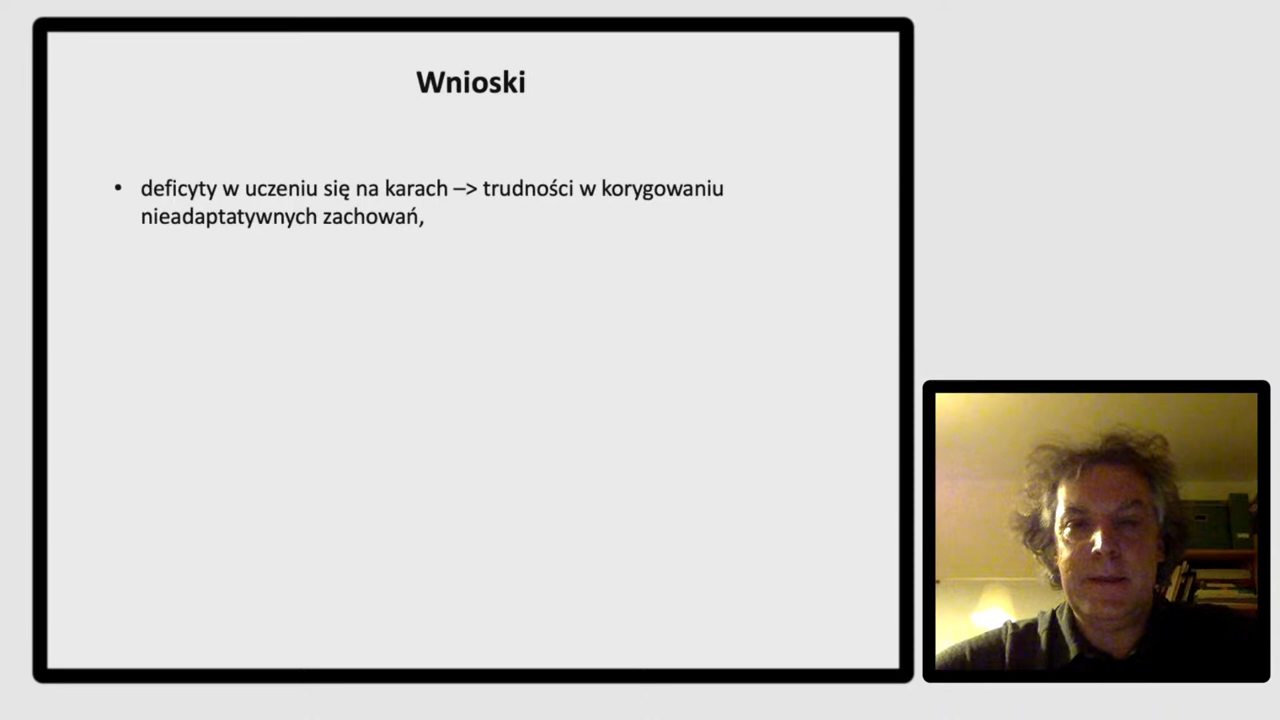 Wnioski
• deficyty w uczeniu się na karach –> trudności w korygowaniu
nieadaptatywnych zachowań,